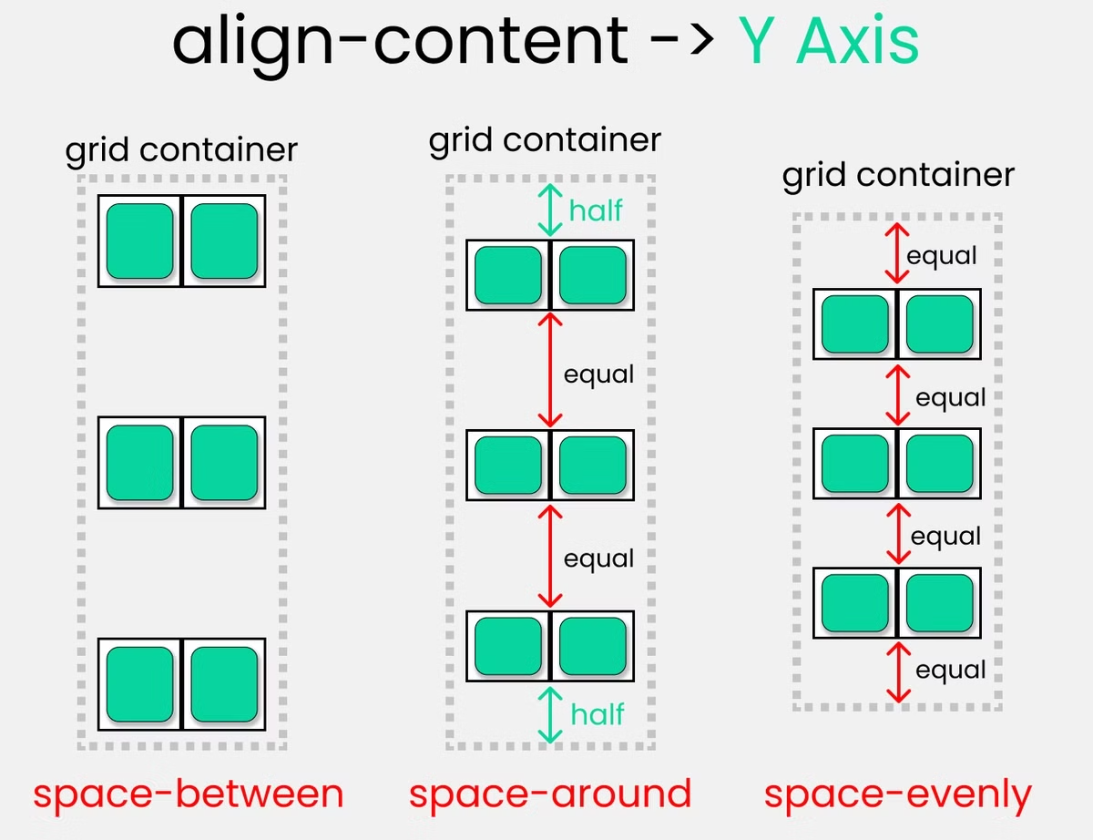 align-content -> Y Axis
grid container
half
equal
equal
half
space-between
grid container
space-around
grid container
equal
equal
equal
equal
space-evenly